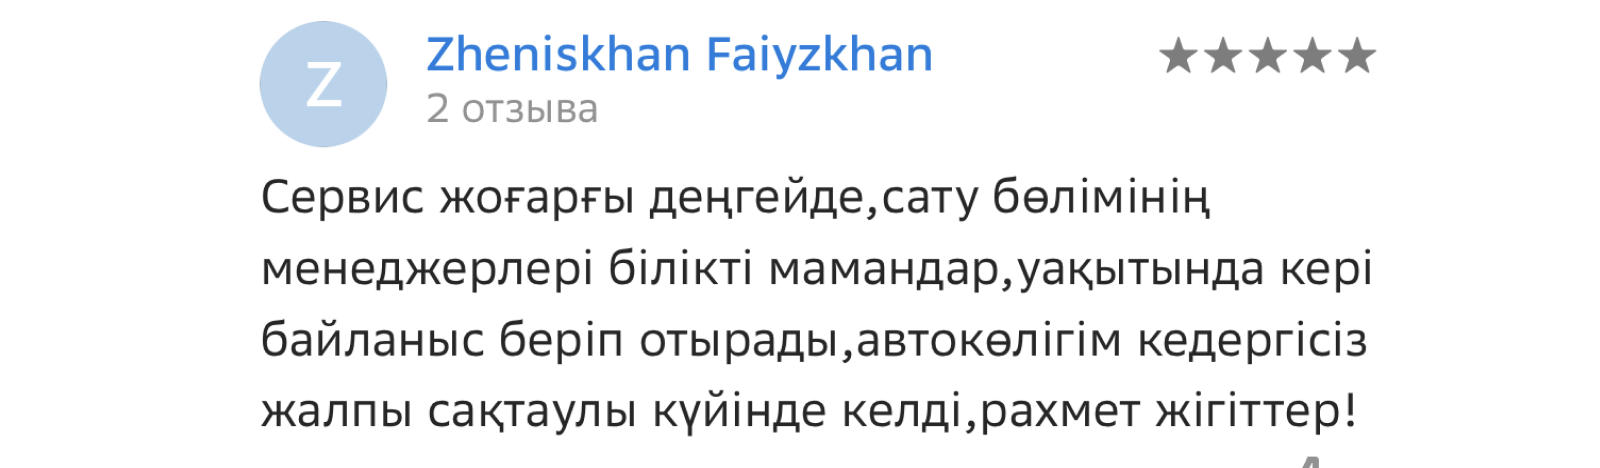 Z
Zheniskhan Faiyzkhan
2 отзыва
Сервис жоғарғы деңгейде,сату бөлімінің
менеджерлері білікті мамандар,уақытында кері
байланыс беріп отырады,автокөлігім кедергісіз
жалпы сақтаулы күйінде келді,рахмет жігіттер!